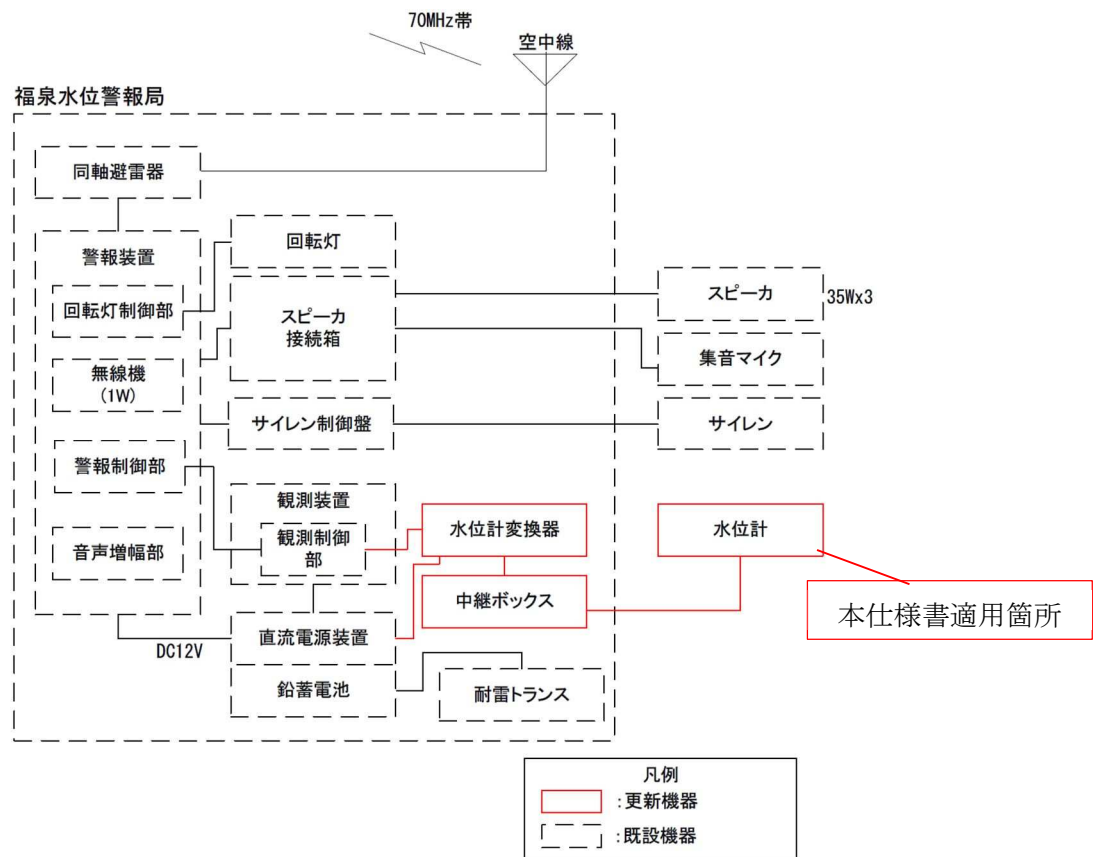 70MHz帯
空中線
福泉水位警報局
同軸避雷器
警報装置
回転灯
回転灯制御部
スピーカ
接続箱
スピーカ
35Wx3
無線機
(1W)
集音マイク
サイレン制御盤
サイレン
警報制御部
観測装置
観測制御
部
水位計変換器
水位計
音声増幅部
中継ボックス
本仕様書適用箇所
直流電源装置
DC12V
鉛蓄電池
耐雷トランス
凡例
:更新機器
:既設機器